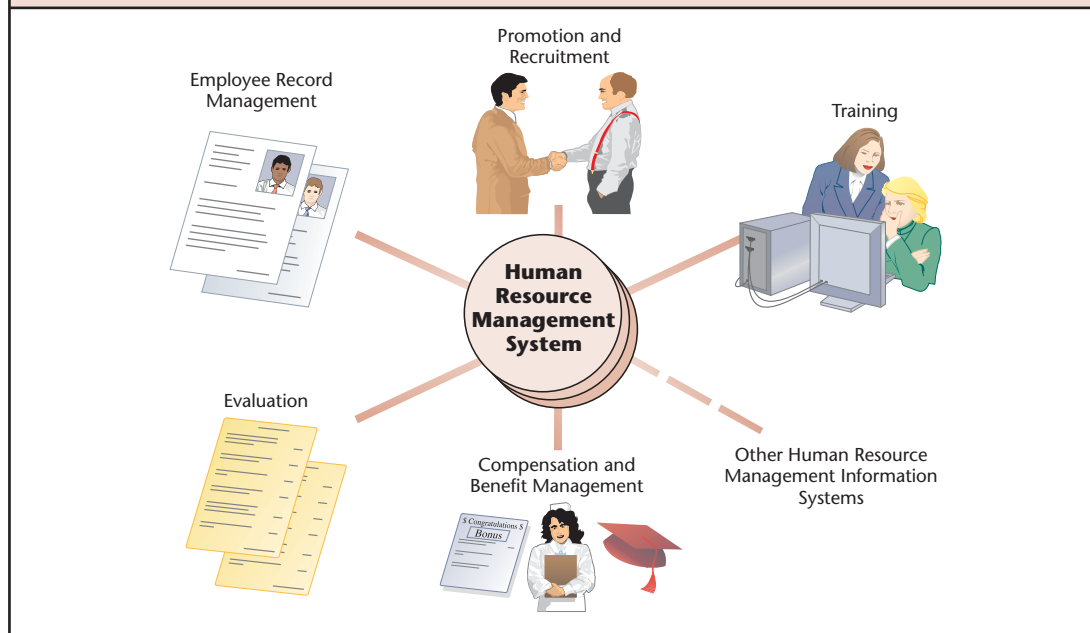 Promotion and
Recruitment
Employee Record
Management
Training
Human
Resource
Management
System
Evaluation
Compensation and
Benefit Management
$ Congratulations $
Bonus
Other Human Resource
Management Information
Systems